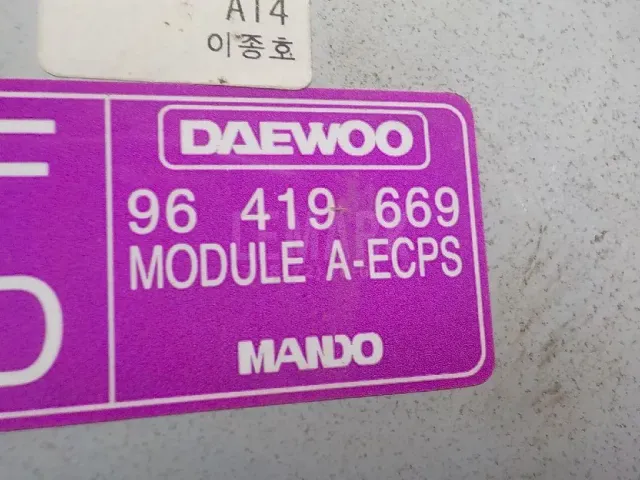 A14
이종호
DAEWOO
96 419 669
MODULE A-ECPS
MANDO